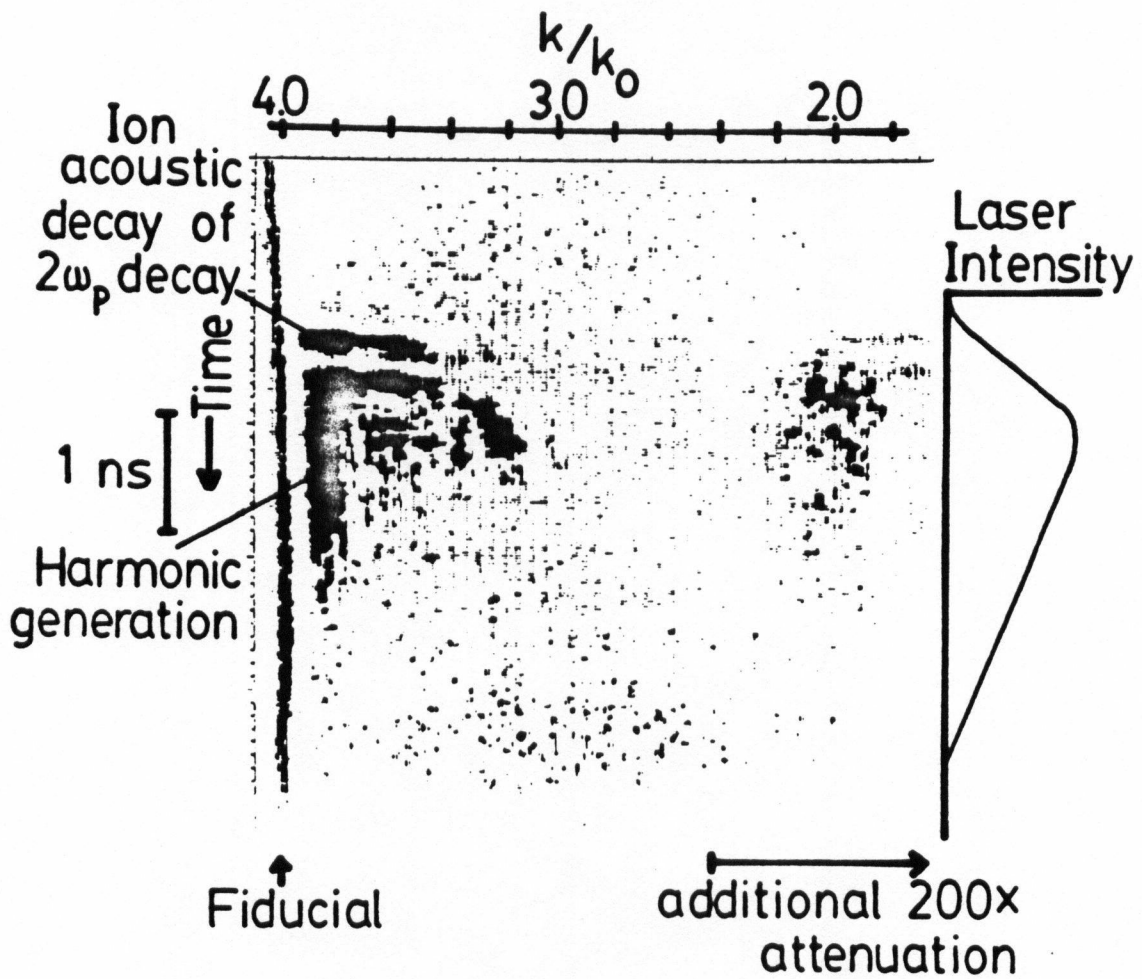 k/k₀
4.0 3.0 2.0
Ion
acoustic
decay of
2ωₚ decay
Time
1 ns
Harmonic
generation
Laser
Intensity
Fiducial
additional 200x
attenuation